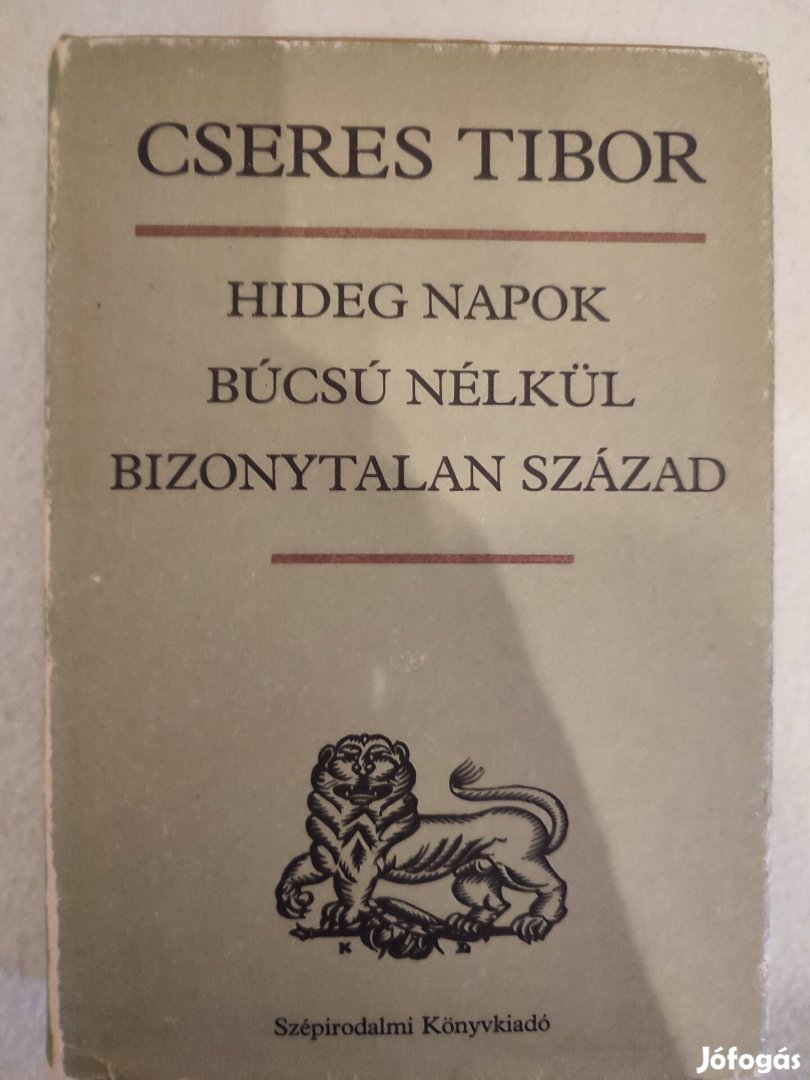 CSERES TIBOR
HIDEG NAPOK
BÚCSÚ NÉLKÜL
BIZONYTALAN SZÁZAD
K D
Szépirodalmi Könyvkiadó
Jófogás